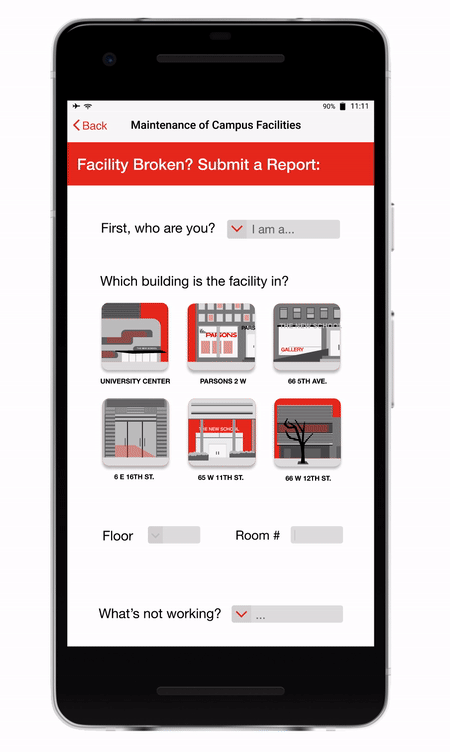 90% 11:11
Back Maintenance of Campus Facilities
Facility Broken? Submit a Report:
First, who are you? I am a...
Which building is the facility in?
PARSONS
THE NEW SCHOOL
GALLERY
UNIVERSITY CENTER PARSONS 2 W 66 5TH AVE.
THE NEW SCHOOL
6 E 16TH ST. 65 W 11TH ST. 66 W 12TH ST.
Floor Room #
What's not working? ...